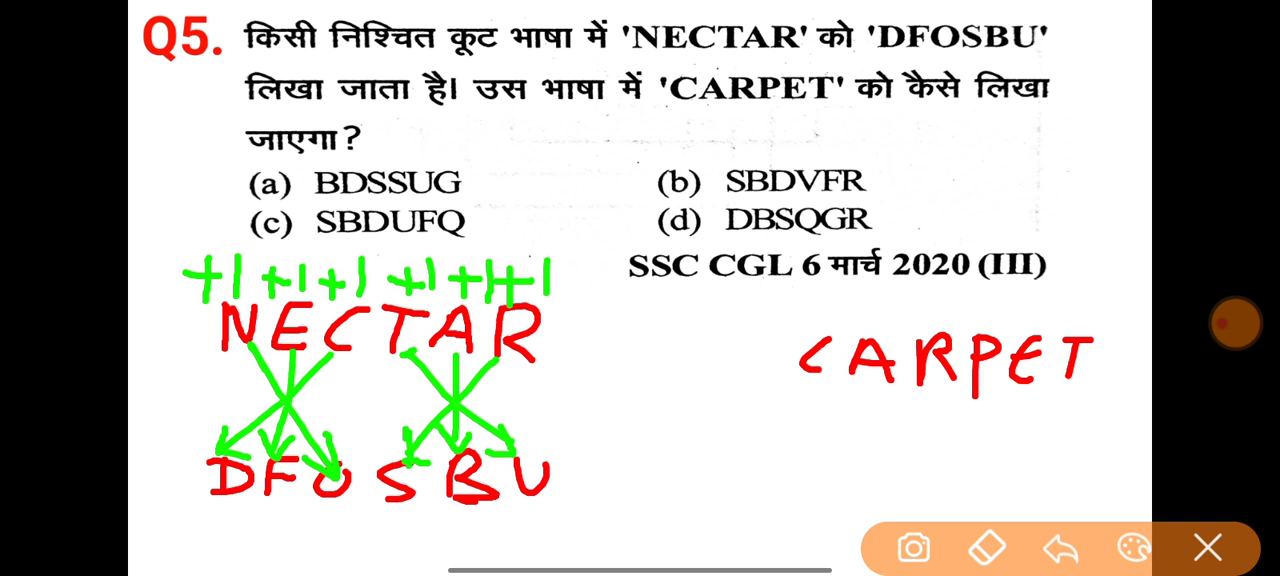 Q5. किसी निश्चित कूट भाषा में 'NECTAR' को 'DFOSBU'
लिखा जाता है। उस भाषा में 'CARPET' को कैसे लिखा
जाएगा?
(a) BDSSUG (b) SBDVFR
(c) SBDUFQ (d) DBSQGR
SSC CGL 6 मार्च 2020 (III)
+1 +1 +1 +1 +1 +1
NECTAR
CARPET
DFOSBU